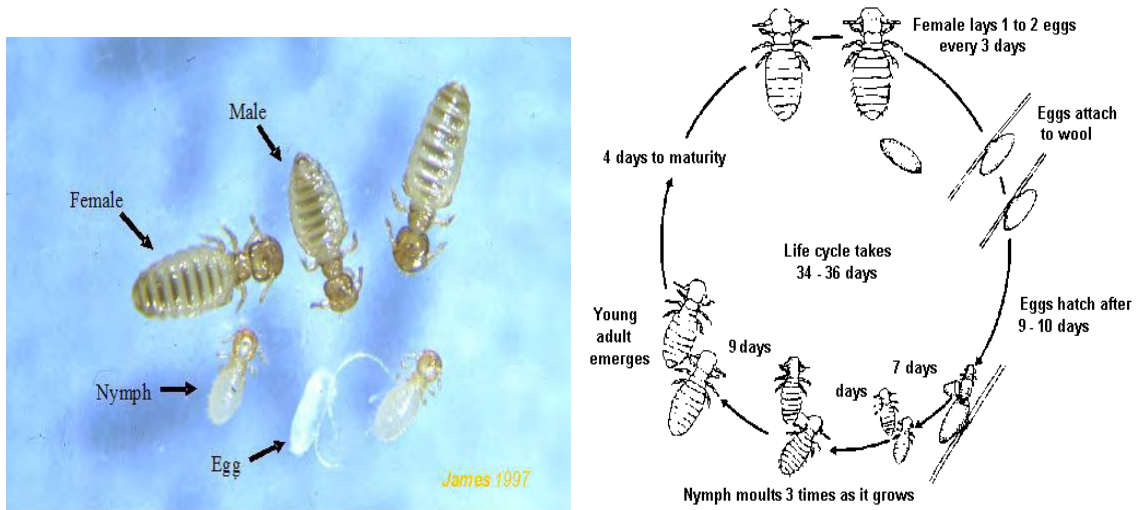 Male
Female
Nymph
Egg
James 1997
Female lays 1 to 2 eggs
every 3 days
Eggs attach
to wool
4 days to maturity
Life cycle takes
34 - 36 days
Eggs hatch after
9 - 10 days
Young
adult
emerges
9 days
7 days
days
Nymph moults 3 times as it grows